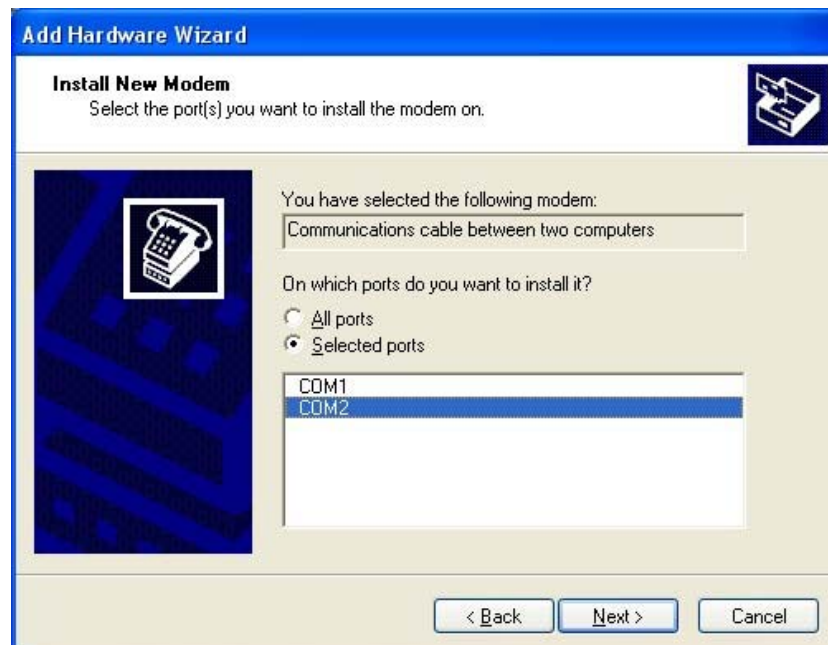 Add Hardware Wizard
Install New Modem
Select the port(s) you want to install the modem on.
You have selected the following modem:
Communications cable between two computers
On which ports do you want to install it?
All ports
Selected ports
COM1
COM2
< Back Next > Cancel